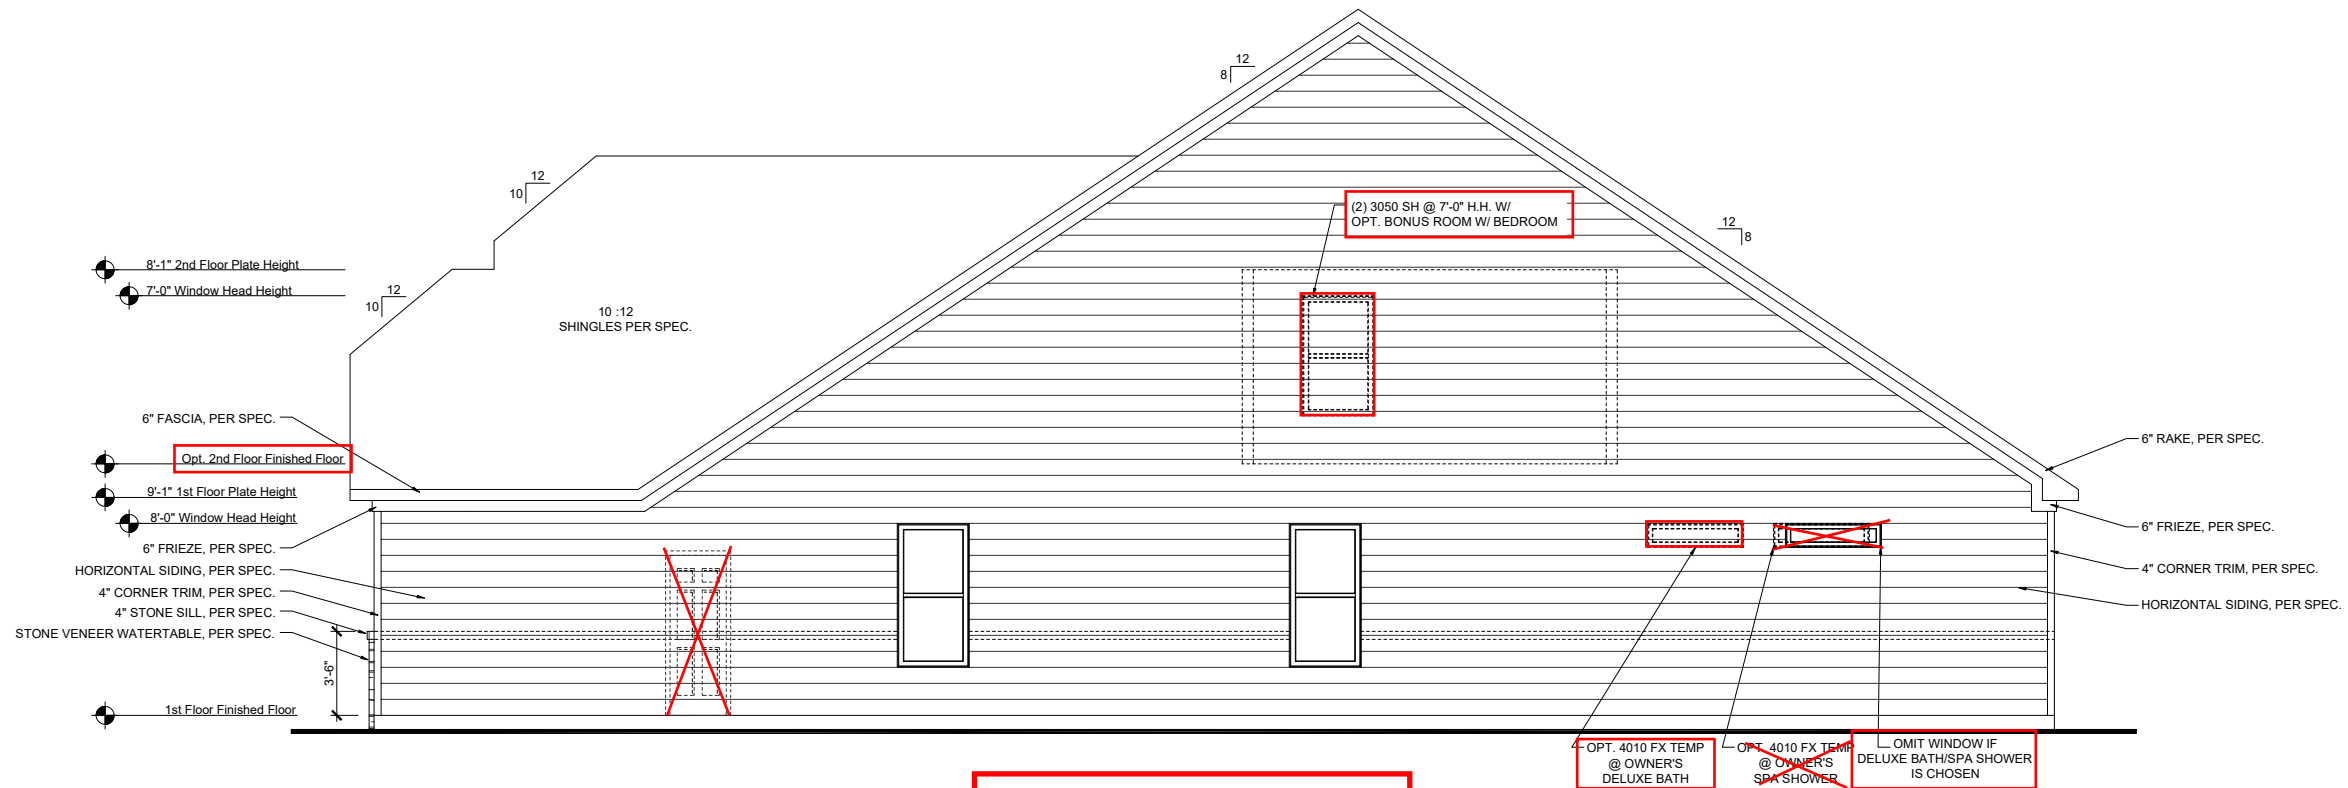 12
8
12
10
(2) 3050 SH @ 7'-0" H.H. W/
OPT. BONUS ROOM W/ BEDROOM
12
8
8'-1" 2nd Floor Plate Height
7'-0" Window Head Height
12
10
10 :12
SHINGLES PER SPEC.
6" FASCIA, PER SPEC.
6" RAKE, PER SPEC.
Opt. 2nd Floor Finished Floor
9'-1" 1st Floor Plate Height
8'-0" Window Head Height
6" FRIEZE, PER SPEC.
6" FRIEZE, PER SPEC.
HORIZONTAL SIDING, PER SPEC.
4" CORNER TRIM, PER SPEC.
4" CORNER TRIM, PER SPEC.
HORIZONTAL SIDING, PER SPEC.
4" STONE SILL, PER SPEC.
STONE VENEER WATERTABLE, PER SPEC.
3'-6"
1st Floor Finished Floor
OPT. 4010 FX TEMP
@ OWNER'S
DELUXE BATH
OPT. 4010 FX TEMP
@ OWNER'S
SPA SHOWER
OMIT WINDOW IF
DELUXE BATH/SPA SHOWER
IS CHOSEN